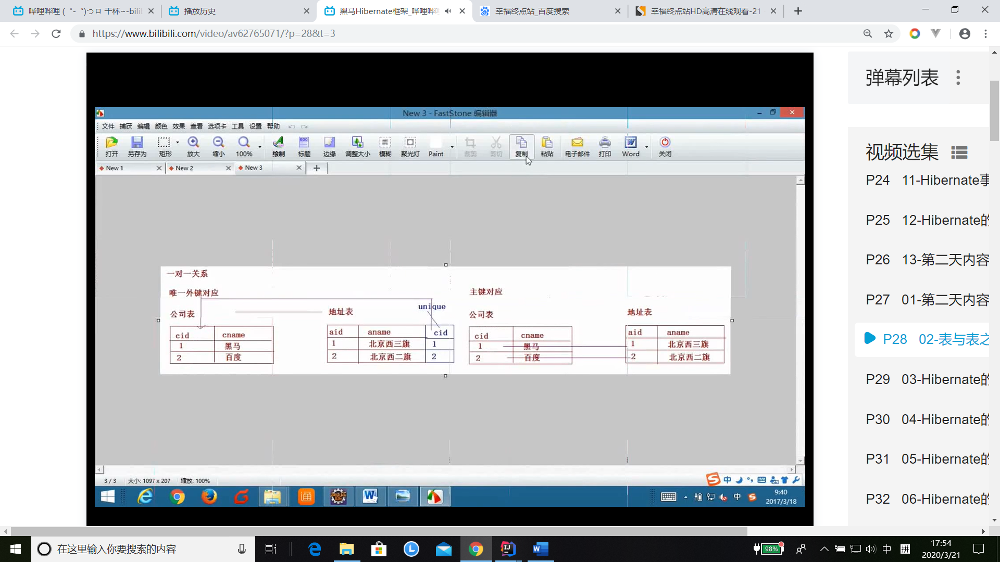 哔哩哔哩 ( ゜- ゜)つロ 干杯~-bili
播放历史
黑马Hibernate框架_哔哩哔哩
幸福终点站_百度搜索
幸福终点站HD高清在线观看-21
https://www.bilibili.com/video/av62765071/?p=28&t=3
New 3 - FastStone 编辑器
文件 捕获 编辑 颜色 效果 查看 选项卡 工具 设置 帮助
打开 另存为 矩形 放大 缩小 100% 绘制 标题 边缘 调整大小 模糊 聚光灯 Paint 裁剪 剪切 复制 粘贴 电子邮件 打印 Word 关闭
New 1 New 2 New 3
一对一关系
唯一外键对应
公司表
cid cname
1 黑马
2 百度
地址表
unique
aid aname cid
1 北京西三旗 1
2 北京西二旗 2
主键对应
公司表
cid cname
1 黑马
2 百度
地址表
aid aname
1 北京西三旗
2 北京西二旗
3 / 3 大小: 1097 x 207 缩放: 100%
中
通
Java EE
IDE
中
9:40
2017/3/18
弹幕列表
视频选集
P24 11-Hibernate事
P25 12-Hibernate的
P26 13-第二天内容
P27 01-第二天内容
P28 02-表与表之
P29 03-Hibernate的
P30 04-Hibernate的
P31 05-Hibernate的
P32 06-Hibernate的
在这里输入你要搜索的内容
98%
中
拼
17:54
2020/3/21